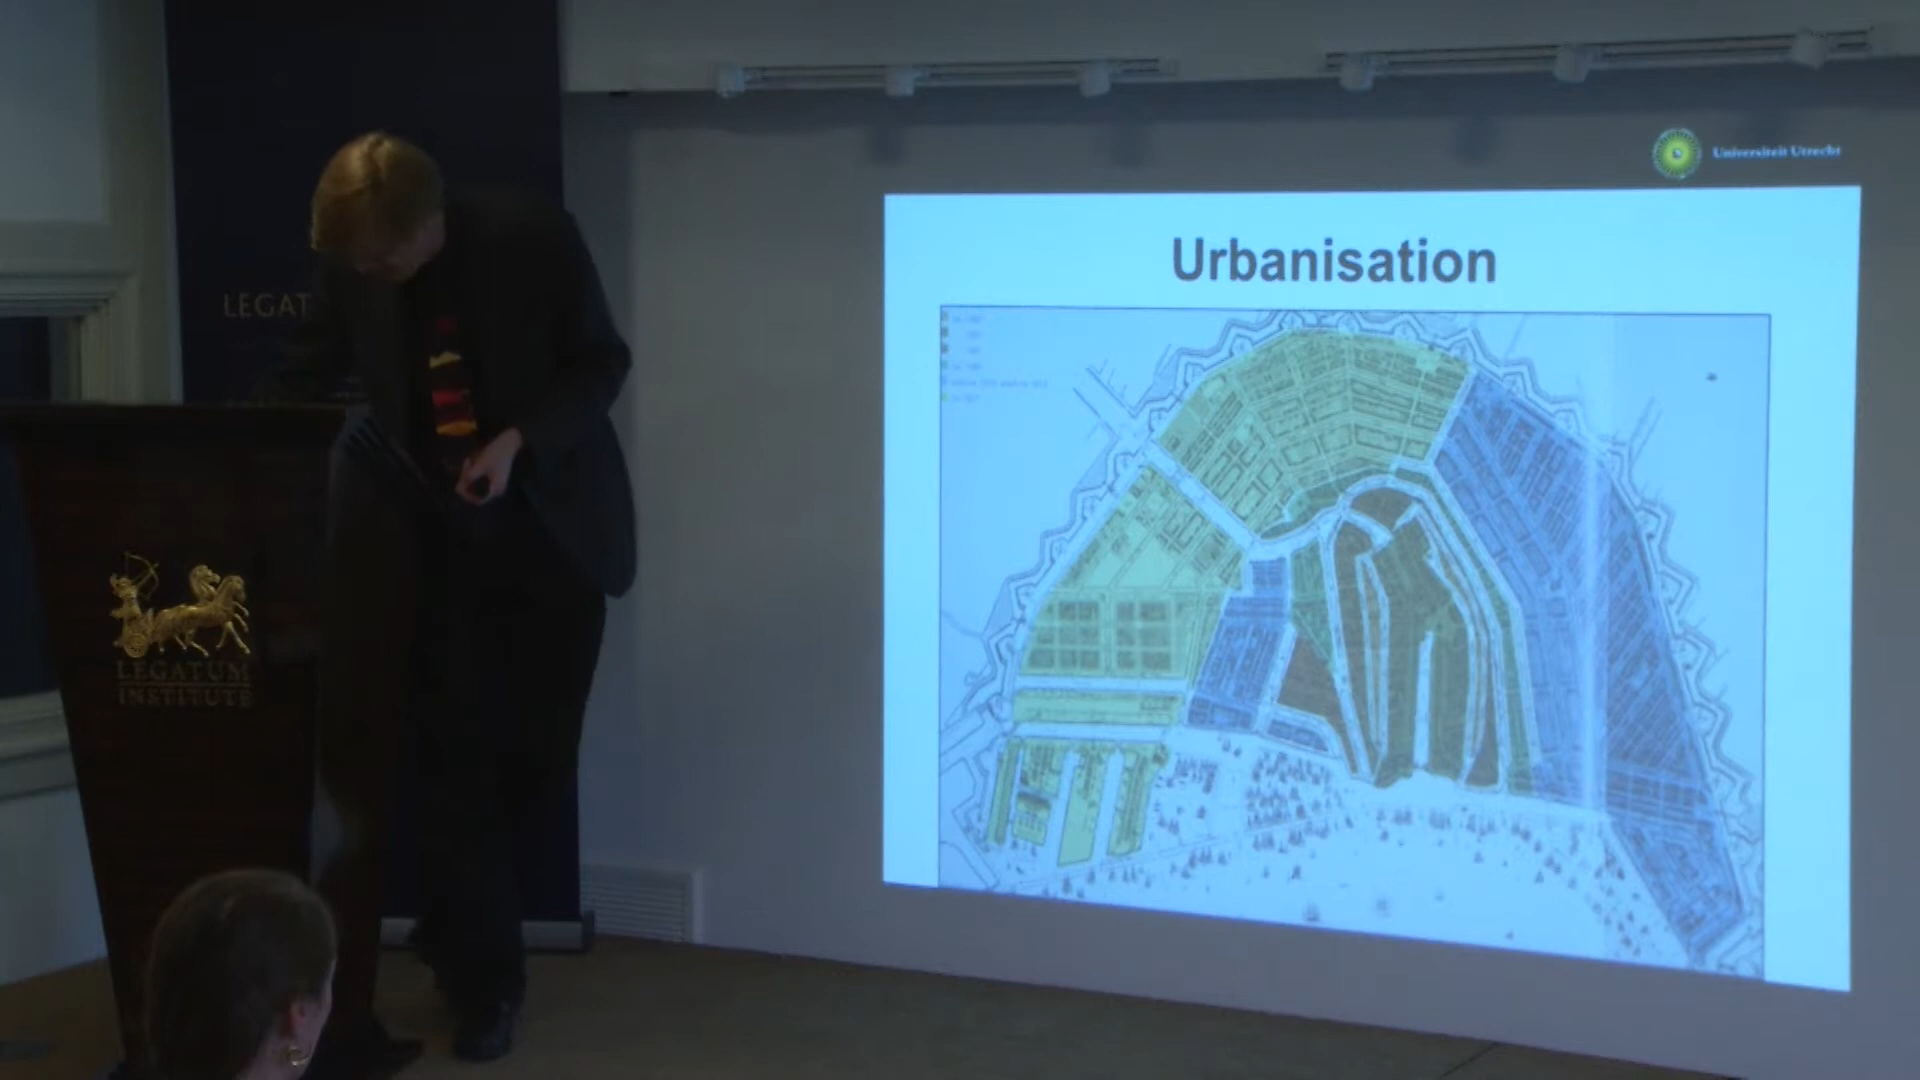 LEGAT
LEGATUM
INSTITUTE
Universiteit Utrecht
Urbanisation